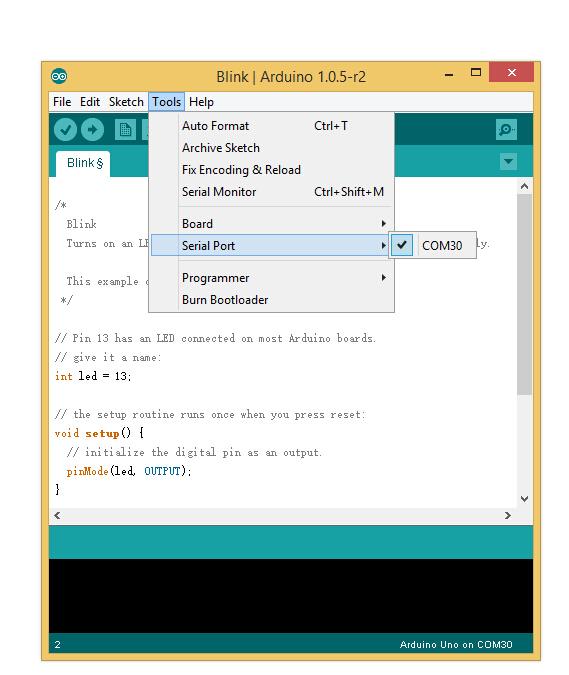 Blink | Arduino 1.0.5-r2
File Edit Sketch Tools Help
Auto Format Ctrl+T
Archive Sketch
Fix Encoding & Reload
Serial Monitor Ctrl+Shift+M
Board
Serial Port
COM30
Programmer
Burn Bootloader
Blink §
/*
Blink
Turns on an
This example
*/
// Pin 13 has an LED connected on most Arduino boards.
// give it a name:
int led = 13;
// the setup routine runs once when you press reset:
void setup() {
// initialize the digital pin as an output.
pinMode(led, OUTPUT);
}
2 Arduino Uno on COM30